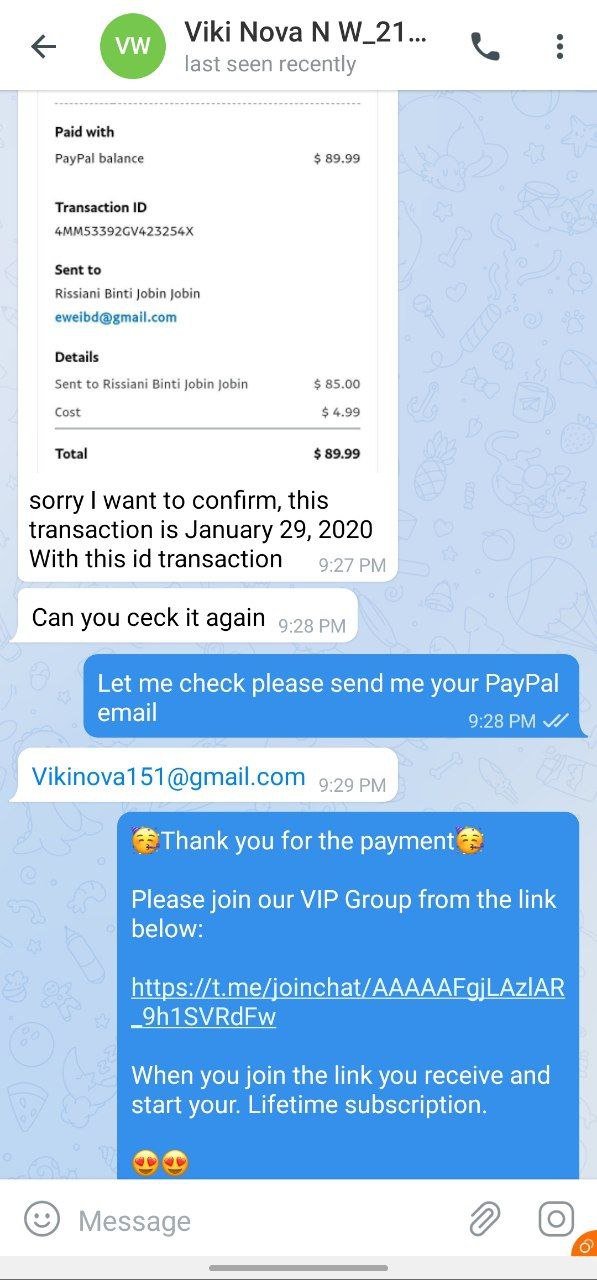 VW
Viki Nova N W_21...
last seen recently
Paid with
PayPal balance $ 89.99
Transaction ID
4MM53392GV423254X
Sent to
Rissiani Binti Jobin Jobin
eweibd@gmail.com
Details
Sent to Rissiani Binti Jobin Jobin $ 85.00
Cost $ 4.99
Total $ 89.99
sorry I want to confirm, this
transaction is January 29, 2020
With this id transaction 9:27 PM
Can you ceck it again 9:28 PM
Let me check please send me your PayPal
email 9:28 PM
Vikinova151@gmail.com 9:29 PM
🥳Thank you for the payment🥳
Please join our VIP Group from the link
below:
https://t.me/joinchat/AAAAAFgjLAzlAR
_9h1SVRdFw
When you join the link you receive and
start your. Lifetime subscription.
😍😍
Message